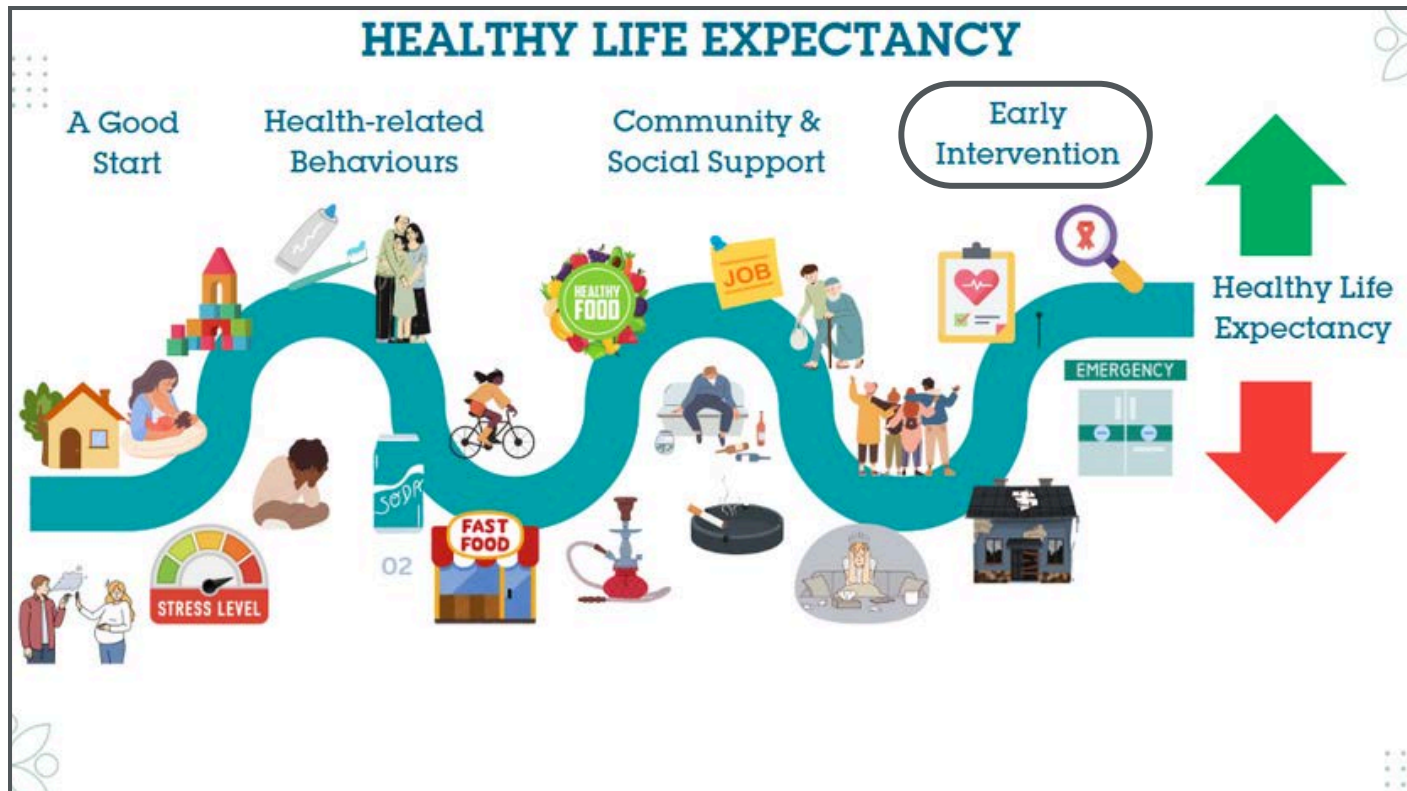 HEALTHY LIFE EXPECTANCY
A Good
Start
Health-related
Behaviours
Community &
Social Support
Early
Intervention
HEALTHY
FOOD
JOB
Healthy Life
Expectancy
EMERGENCY
SODA
FAST
FOOD
02
STRESS LEVEL